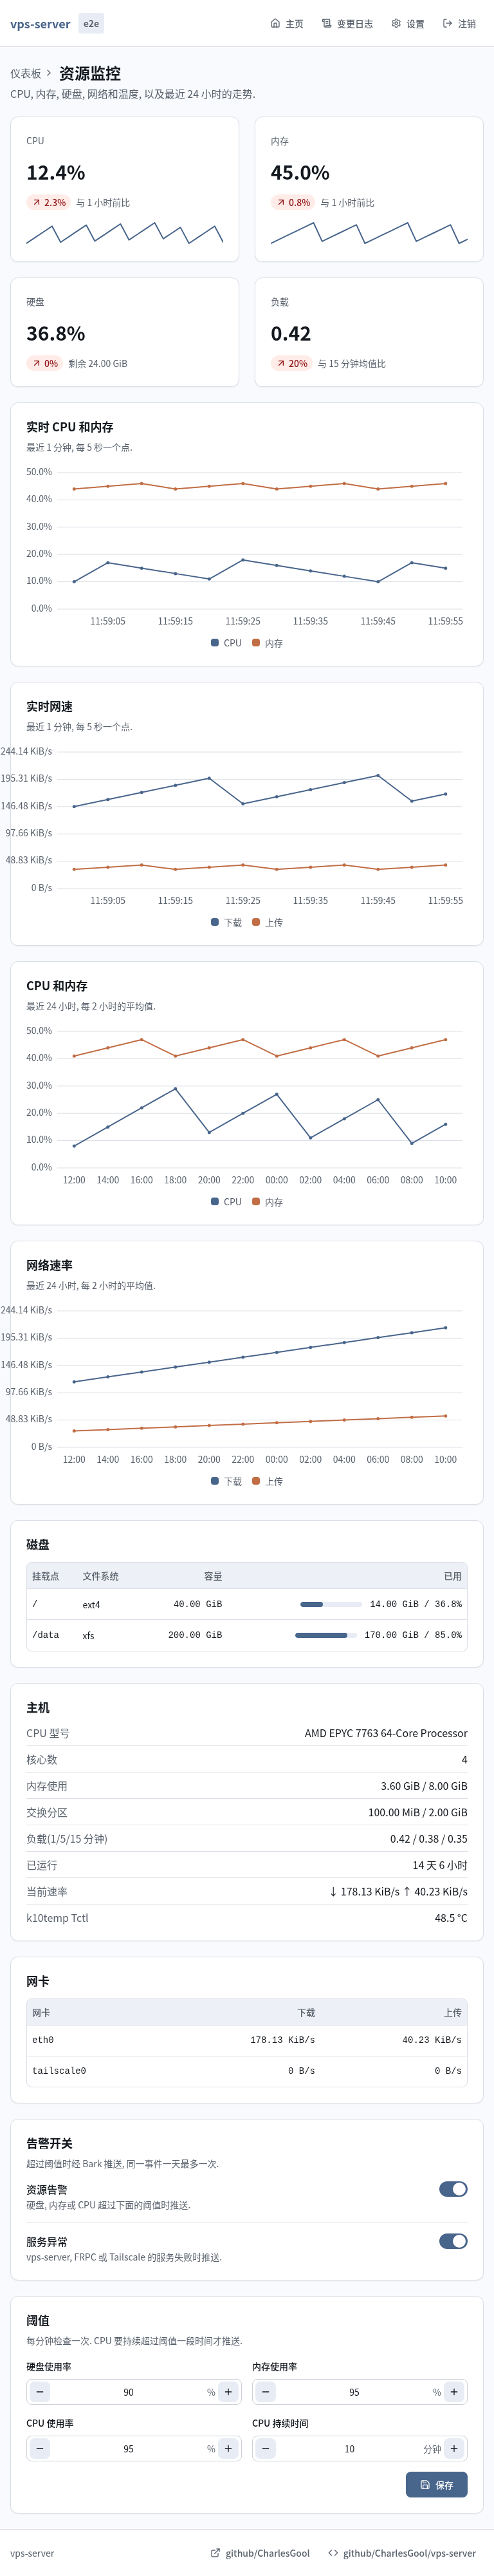 vps-server e2e 主页 变更日志 设置 注销
仪表板 资源监控
CPU, 内存, 硬盘, 网络和温度, 以及最近 24 小时的走势.
CPU
12.4%
2.3% 与 1 小时前比
内存
45.0%
0.8% 与 1 小时前比
硬盘
36.8%
0% 剩余 24.00 GiB
负载
0.42
20% 与 15 分钟均值比
实时 CPU 和内存
最近 1 分钟, 每 5 秒一个点.
50.0%
40.0%
30.0%
20.0%
10.0%
0.0%
11:59:05 11:59:15 11:59:25 11:59:35 11:59:45 11:59:55
CPU 内存
实时网速
最近 1 分钟, 每 5 秒一个点.
244.14 KiB/s
195.31 KiB/s
146.48 KiB/s
97.66 KiB/s
48.83 KiB/s
0 B/s
11:59:05 11:59:15 11:59:25 11:59:35 11:59:45 11:59:55
下载 上传
CPU 和内存
最近 24 小时, 每 2 小时的平均值.
50.0%
40.0%
30.0%
20.0%
10.0%
0.0%
12:00 14:00 16:00 18:00 20:00 22:00 00:00 02:00 04:00 06:00 08:00 10:00
CPU 内存
网络速率
最近 24 小时, 每 2 小时的平均值.
244.14 KiB/s
195.31 KiB/s
146.48 KiB/s
97.66 KiB/s
48.83 KiB/s
0 B/s
12:00 14:00 16:00 18:00 20:00 22:00 00:00 02:00 04:00 06:00 08:00 10:00
下载 上传
磁盘
挂载点 文件系统 容量 已用
/ ext4 40.00 GiB 14.00 GiB / 36.8%
/data xfs 200.00 GiB 170.00 GiB / 85.0%
主机
CPU 型号 AMD EPYC 7763 64-Core Processor
核心数 4
内存使用 3.60 GiB / 8.00 GiB
交换分区 100.00 MiB / 2.00 GiB
负载(1/5/15 分钟) 0.42 / 0.38 / 0.35
已运行 14 天 6 小时
当前速率 ↓ 178.13 KiB/s ↑ 40.23 KiB/s
k10temp Tctl 48.5 °C
网卡
网卡 下载 上传
eth0 178.13 KiB/s 40.23 KiB/s
tailscale0 0 B/s 0 B/s
告警开关
超过阈值时经 Bark 推送, 同一事件一天最多一次.
资源告警
硬盘, 内存或 CPU 超过下面的阈值时推送.
服务异常
vps-server, FRPC 或 Tailscale 的服务失败时推送.
阈值
每分钟检查一次. CPU 要持续超过阈值一段时间才推送.
硬盘使用率 内存使用率
− 90 % + − 95 % +
CPU 使用率 CPU 持续时间
− 95 % + − 10 分钟 +
保存
vps-server github/CharlesGool github/CharlesGool/vps-server